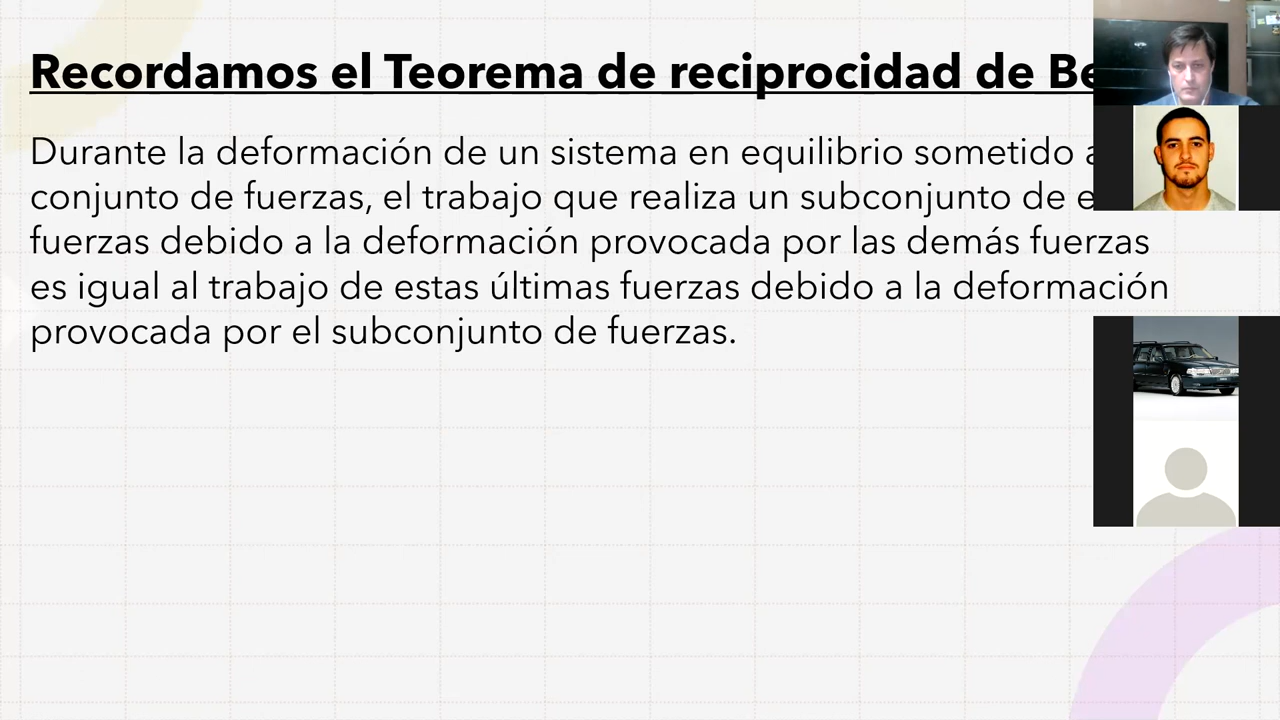 Recordamos el Teorema de reciprocidad de
Durante la deformación de un sistema en equilibrio sometido
conjunto de fuerzas, el trabajo que realiza un subconjunto de
fuerzas debido a la deformación provocada por las demás fuerzas
es igual al trabajo de estas últimas fuerzas debido a la deformación
provocada por el subconjunto de fuerzas.